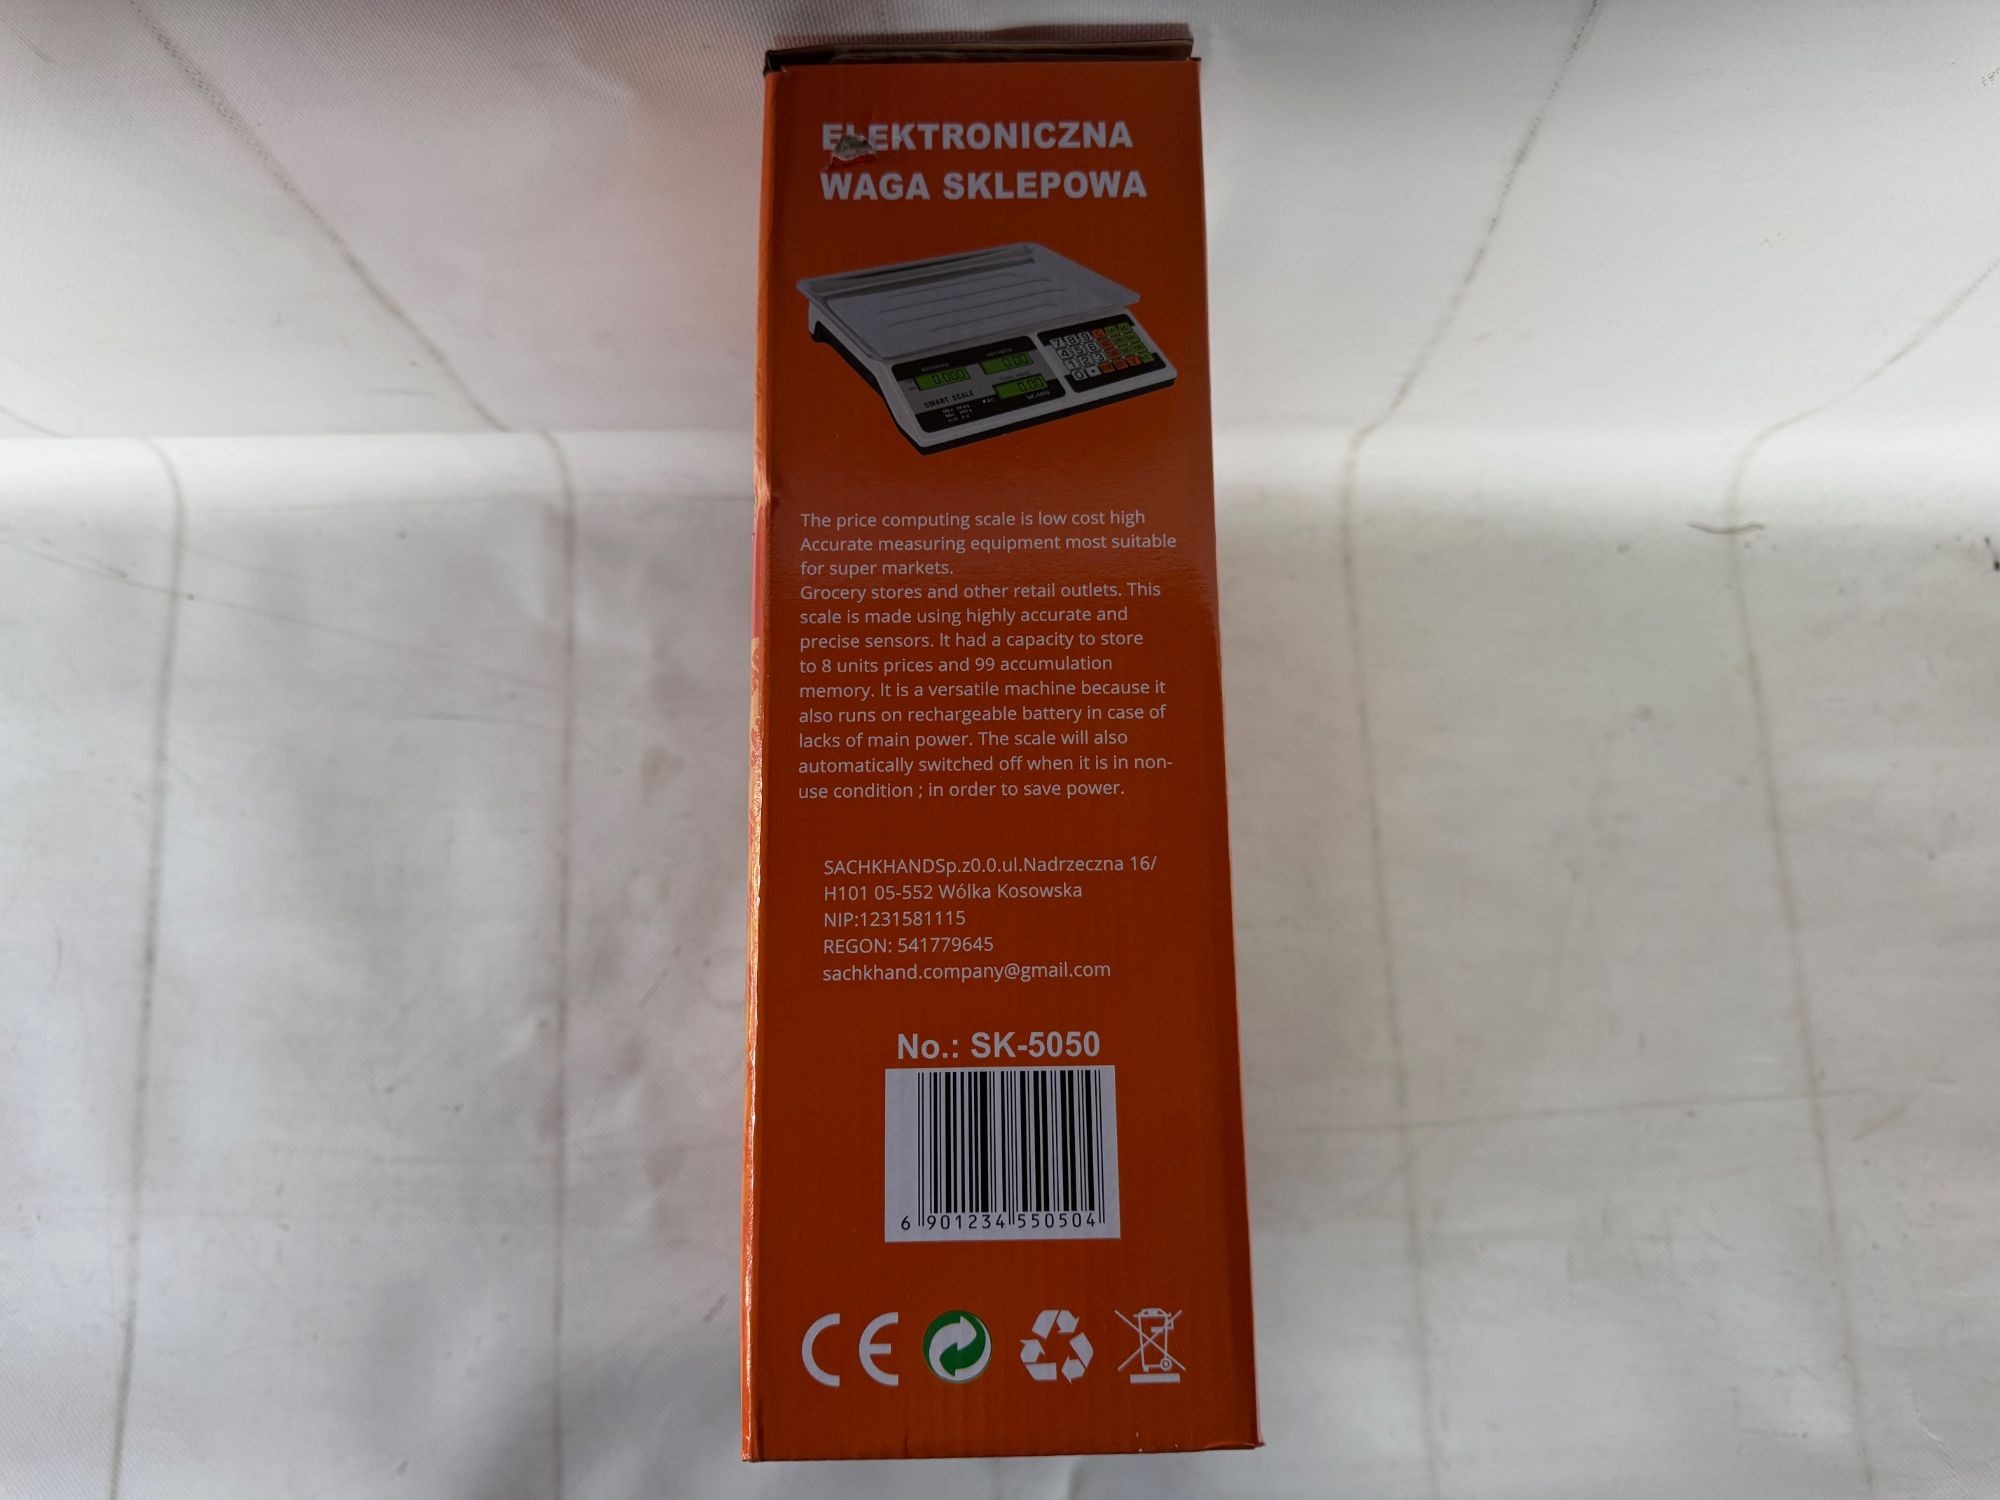 ELEKTRONICZNA
WAGA SKLEPOWA
SMART SCALE
SK-5050
The price computing scale is low cost high
Accurate measuring equipment most suitable
for super markets.
Grocery stores and other retail outlets. This
scale is made using highly accurate and
precise sensors. It had a capacity to store
to 8 units prices and 99 accumulation
memory. It is a versatile machine because it
also runs on rechargeable battery in case of
lacks of main power. The scale will also
automatically switched off when it is in non-
use condition ; in order to save power.
SACHKHANDSp.z0.0.ul.Nadrzeczna 16/
H101 05-552 Wólka Kosowska
NIP:1231581115
REGON: 541779645
sachkhand.company@gmail.com
No.: SK-5050
6 901234 550504
CE